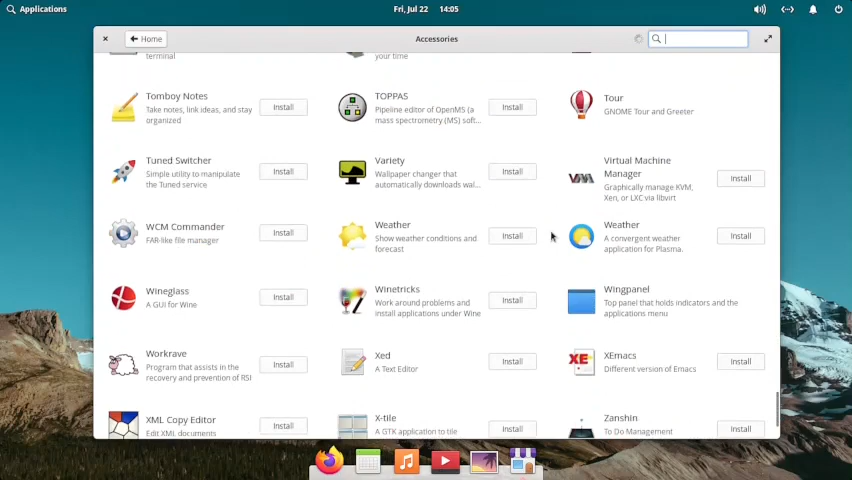 Applications
Fri, Jul 22 14:05
Home
Accessories
terminal
your time
Tomboy Notes
Take notes, link ideas, and stay
organized
Install
TOPPAS
Pipeline editor of OpenMS (a
mass spectrometry (MS) soft...
Install
Tour
GNOME Tour and Greeter
Tuned Switcher
Simple utility to manipulate
the Tuned service
Install
Variety
Wallpaper changer that
automatically downloads wal...
Install
Virtual Machine
Manager
Graphically manage KVM,
Xen, or LXC via libvirt
Install
WCM Commander
FAR-like file manager
Install
Weather
Show weather conditions and
forecast
Install
Weather
A convergent weather
application for Plasma.
Install
Wineglass
A GUI for Wine
Install
Winetricks
Work around problems and
install applications under Wine
Install
Wingpanel
Top panel that holds indicators and the
applications menu
Workrave
Program that assists in the
recovery and prevention of RSI
Install
Xed
A Text Editor
Install
XEmacs
Different version of Emacs
Install
XML Copy Editor
Edit XML documents
Install
X-tile
A GTK application to tile
Install
Zanshin
To Do Management
Install